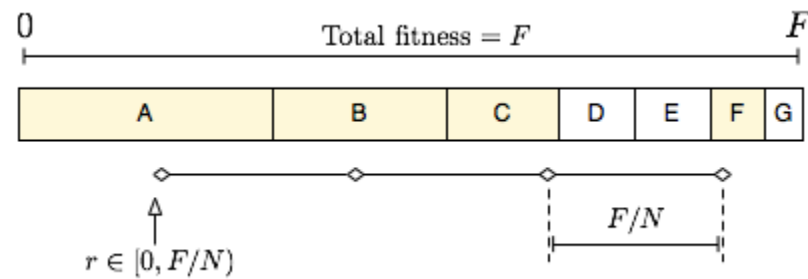 0 F
Total fitness = F
A B C D E F G
F/N
r ∈ [0, F/N)